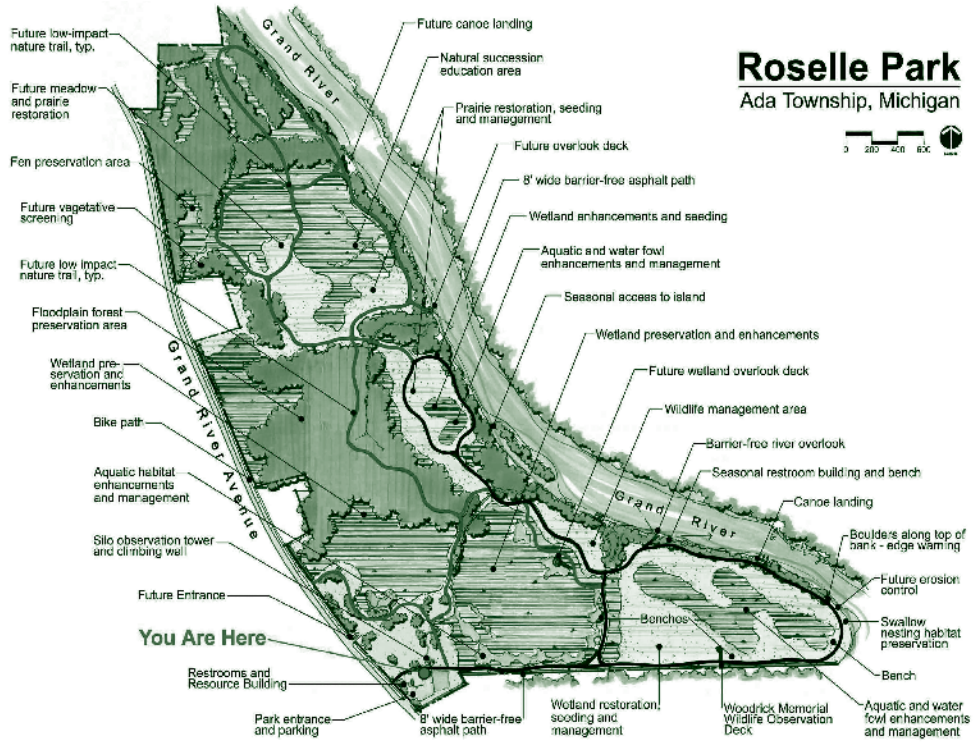 Roselle Park
Ada Township, Michigan
0 200 400 600
Grand River
Future low-impact
nature trail, typ.
Future meadow
and prairie
restoration
Fen preservation area
Future vegetative
screening
Future low impact
nature trail, typ.
Floodplain forest
preservation area
Wetland pre-
servation and
enhancements
Bike path
Aquatic habitat
enhancements
and management
Silo observation tower
and climbing wall
Future Entrance
You Are Here
Restrooms and
Resource Building
Park entrance
and parking
Grand River Avenue
Future canoe landing
Natural succession
education area
Prairie restoration, seeding
and management
Future overlook deck
8' wide barrier-free asphalt path
Wetland enhancements and seeding
Aquatic and water fowl
enhancements and management
Seasonal access to island
Wetland preservation and enhancements
Future wetland overlook deck
Wildlife management area
Barrier-free river overlook
Seasonal restroom building and bench
Grand River
Canoe landing
Boulders along top of
bank - edge warning
Future erosion
control
Swallow
nesting habitat
preservation
Benches
Bench
8' wide barrier-free
asphalt path
Wetland restoration,
seeding and
management
Woodrick Memorial
Wildlife Observation
Deck
Aquatic and water
fowl enhancements
and management